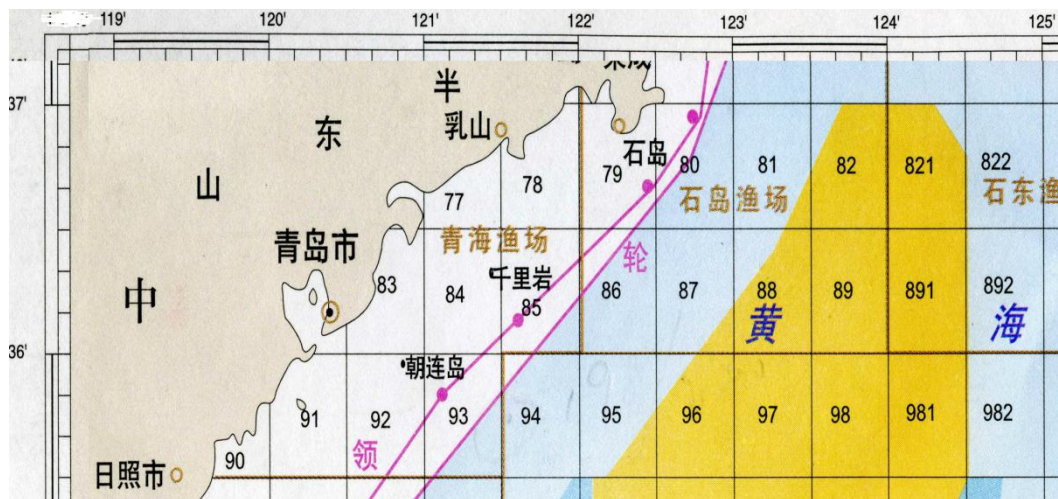 119' 120' 121' 122' 123' 124' 125'
37'
半
东
乳山
石岛
79 80 81 82 821 822
山
77 78
石岛渔场 石东渔
青岛市
青海渔场
轮
千里岩
中
83 84 85 86 87 88 89 891 892
黄 海
36'
朝连岛
91 92 93 94 95 96 97 98 981 982
领
90
日照市